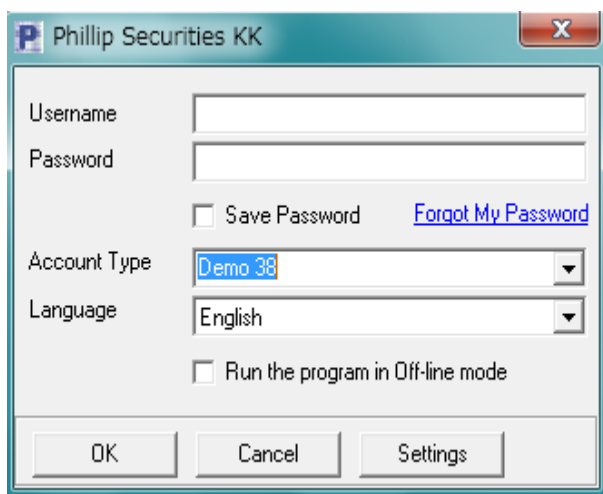 P Phillip Securities KK
Username
Password
Save Password Forgot My Password
Account Type Demo 38
Language English
Run the program in Off-line mode
OK Cancel Settings